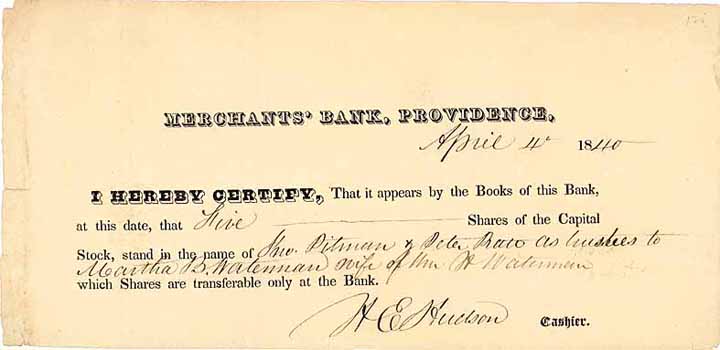 MERCHANTS' BANK, PROVIDENCE,
April 4 1840
I HEREBY CERTIFY, That it appears by the Books of this Bank,
at this date, that Five Shares of the Capital
Stock, stand in the name of Jno. Pitman & Peter as trustees to
Martha B. Waterman wife of Wm H Waterman
which Shares are transferable only at the Bank.
H E Hudson Cashier.